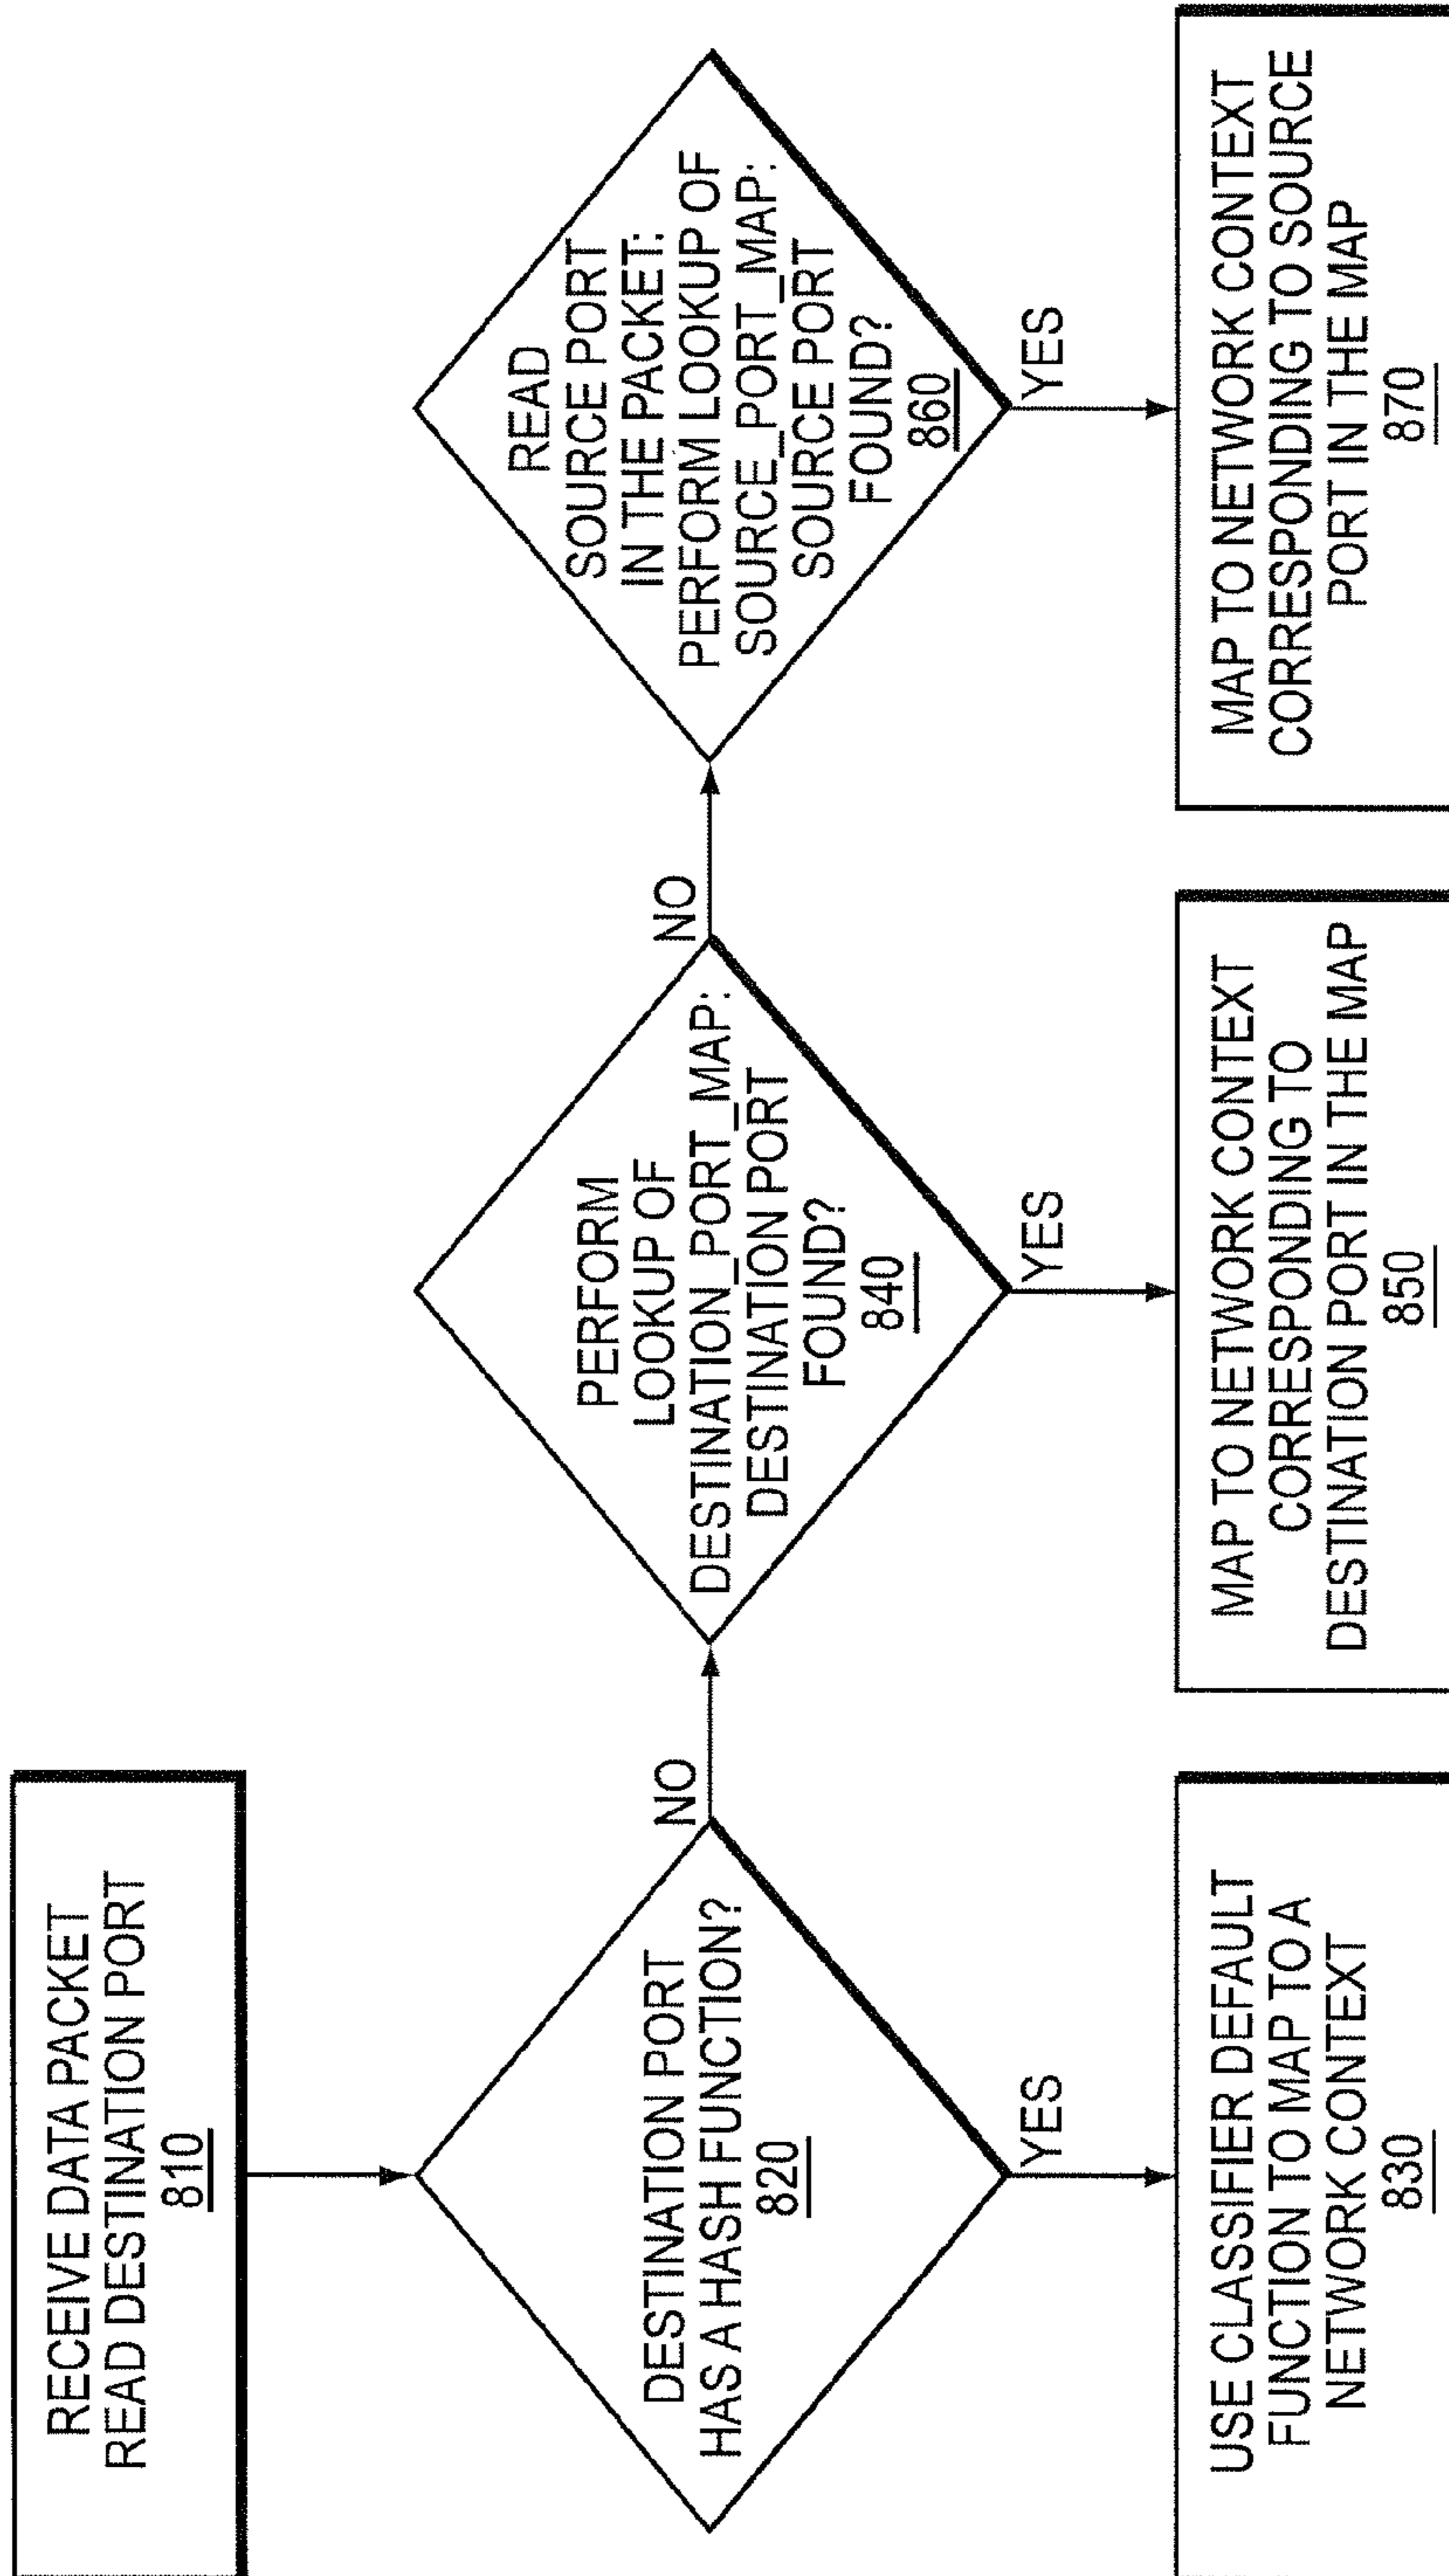 RECEIVE DATA PACKET
READ DESTINATION PORT
810
DESTINATION PORT
HAS A HASH FUNCTION?
820
NO
YES
USE CLASSIFIER DEFAULT
FUNCTION TO MAP TO A
NETWORK CONTEXT
830
PERFORM
LOOKUP OF
DESTINATION_PORT_MAP:
DESTINATION PORT
FOUND?
840
NO
YES
MAP TO NETWORK CONTEXT
CORRESPONDING TO
DESTINATION PORT IN THE MAP
850
READ
SOURCE PORT
IN THE PACKET:
PERFORM LOOKUP OF
SOURCE_PORT_MAP:
SOURCE PORT
FOUND?
860
YES
MAP TO NETWORK CONTEXT
CORRESPONDING TO SOURCE
PORT IN THE MAP
870